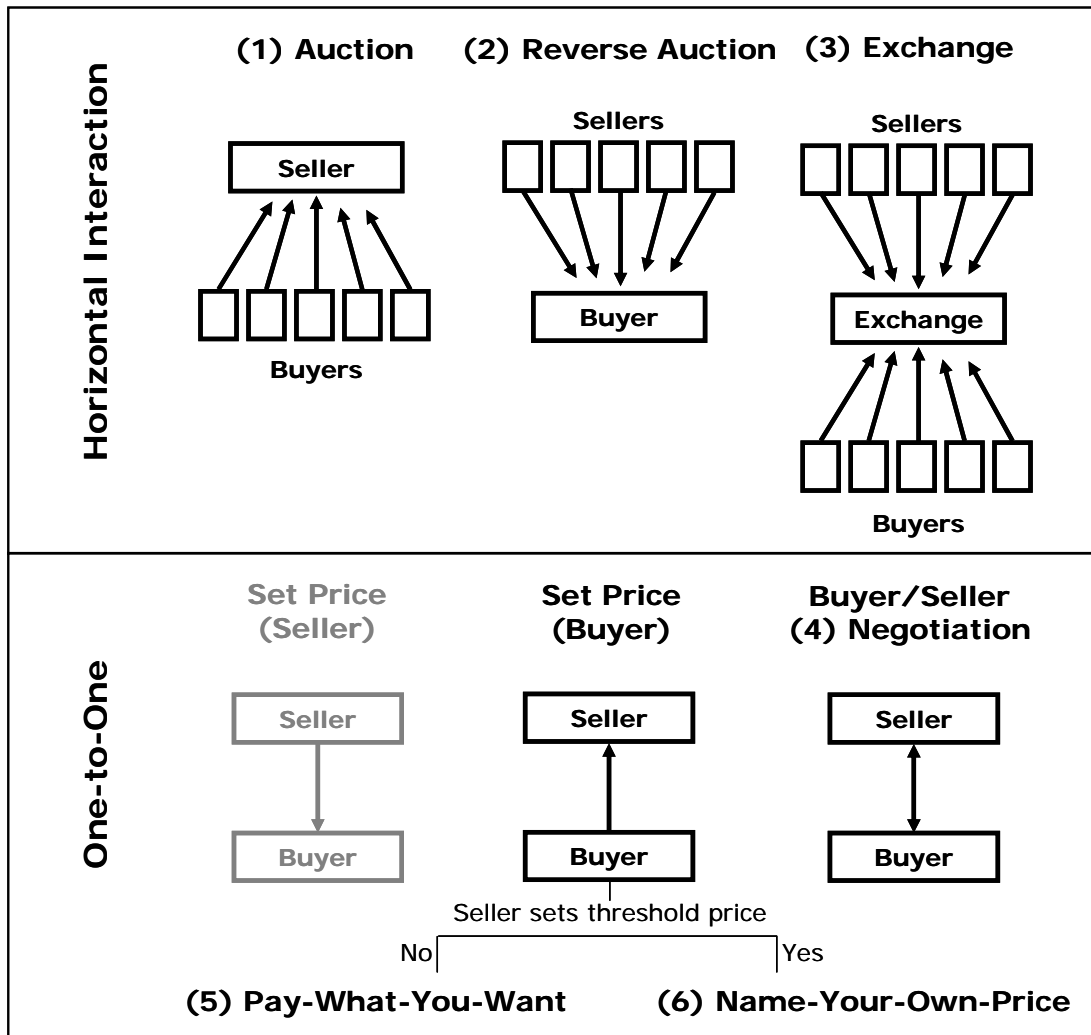 Horizontal Interaction
(1) Auction
Seller
Buyers
(2) Reverse Auction
Sellers
Buyer
(3) Exchange
Sellers
Exchange
Buyers
One-to-One
Set Price
(Seller)
Seller
Buyer
Set Price
(Buyer)
Seller
Buyer
Seller sets threshold price
No
Yes
(5) Pay-What-You-Want
(6) Name-Your-Own-Price
Buyer/Seller
(4) Negotiation
Seller
Buyer